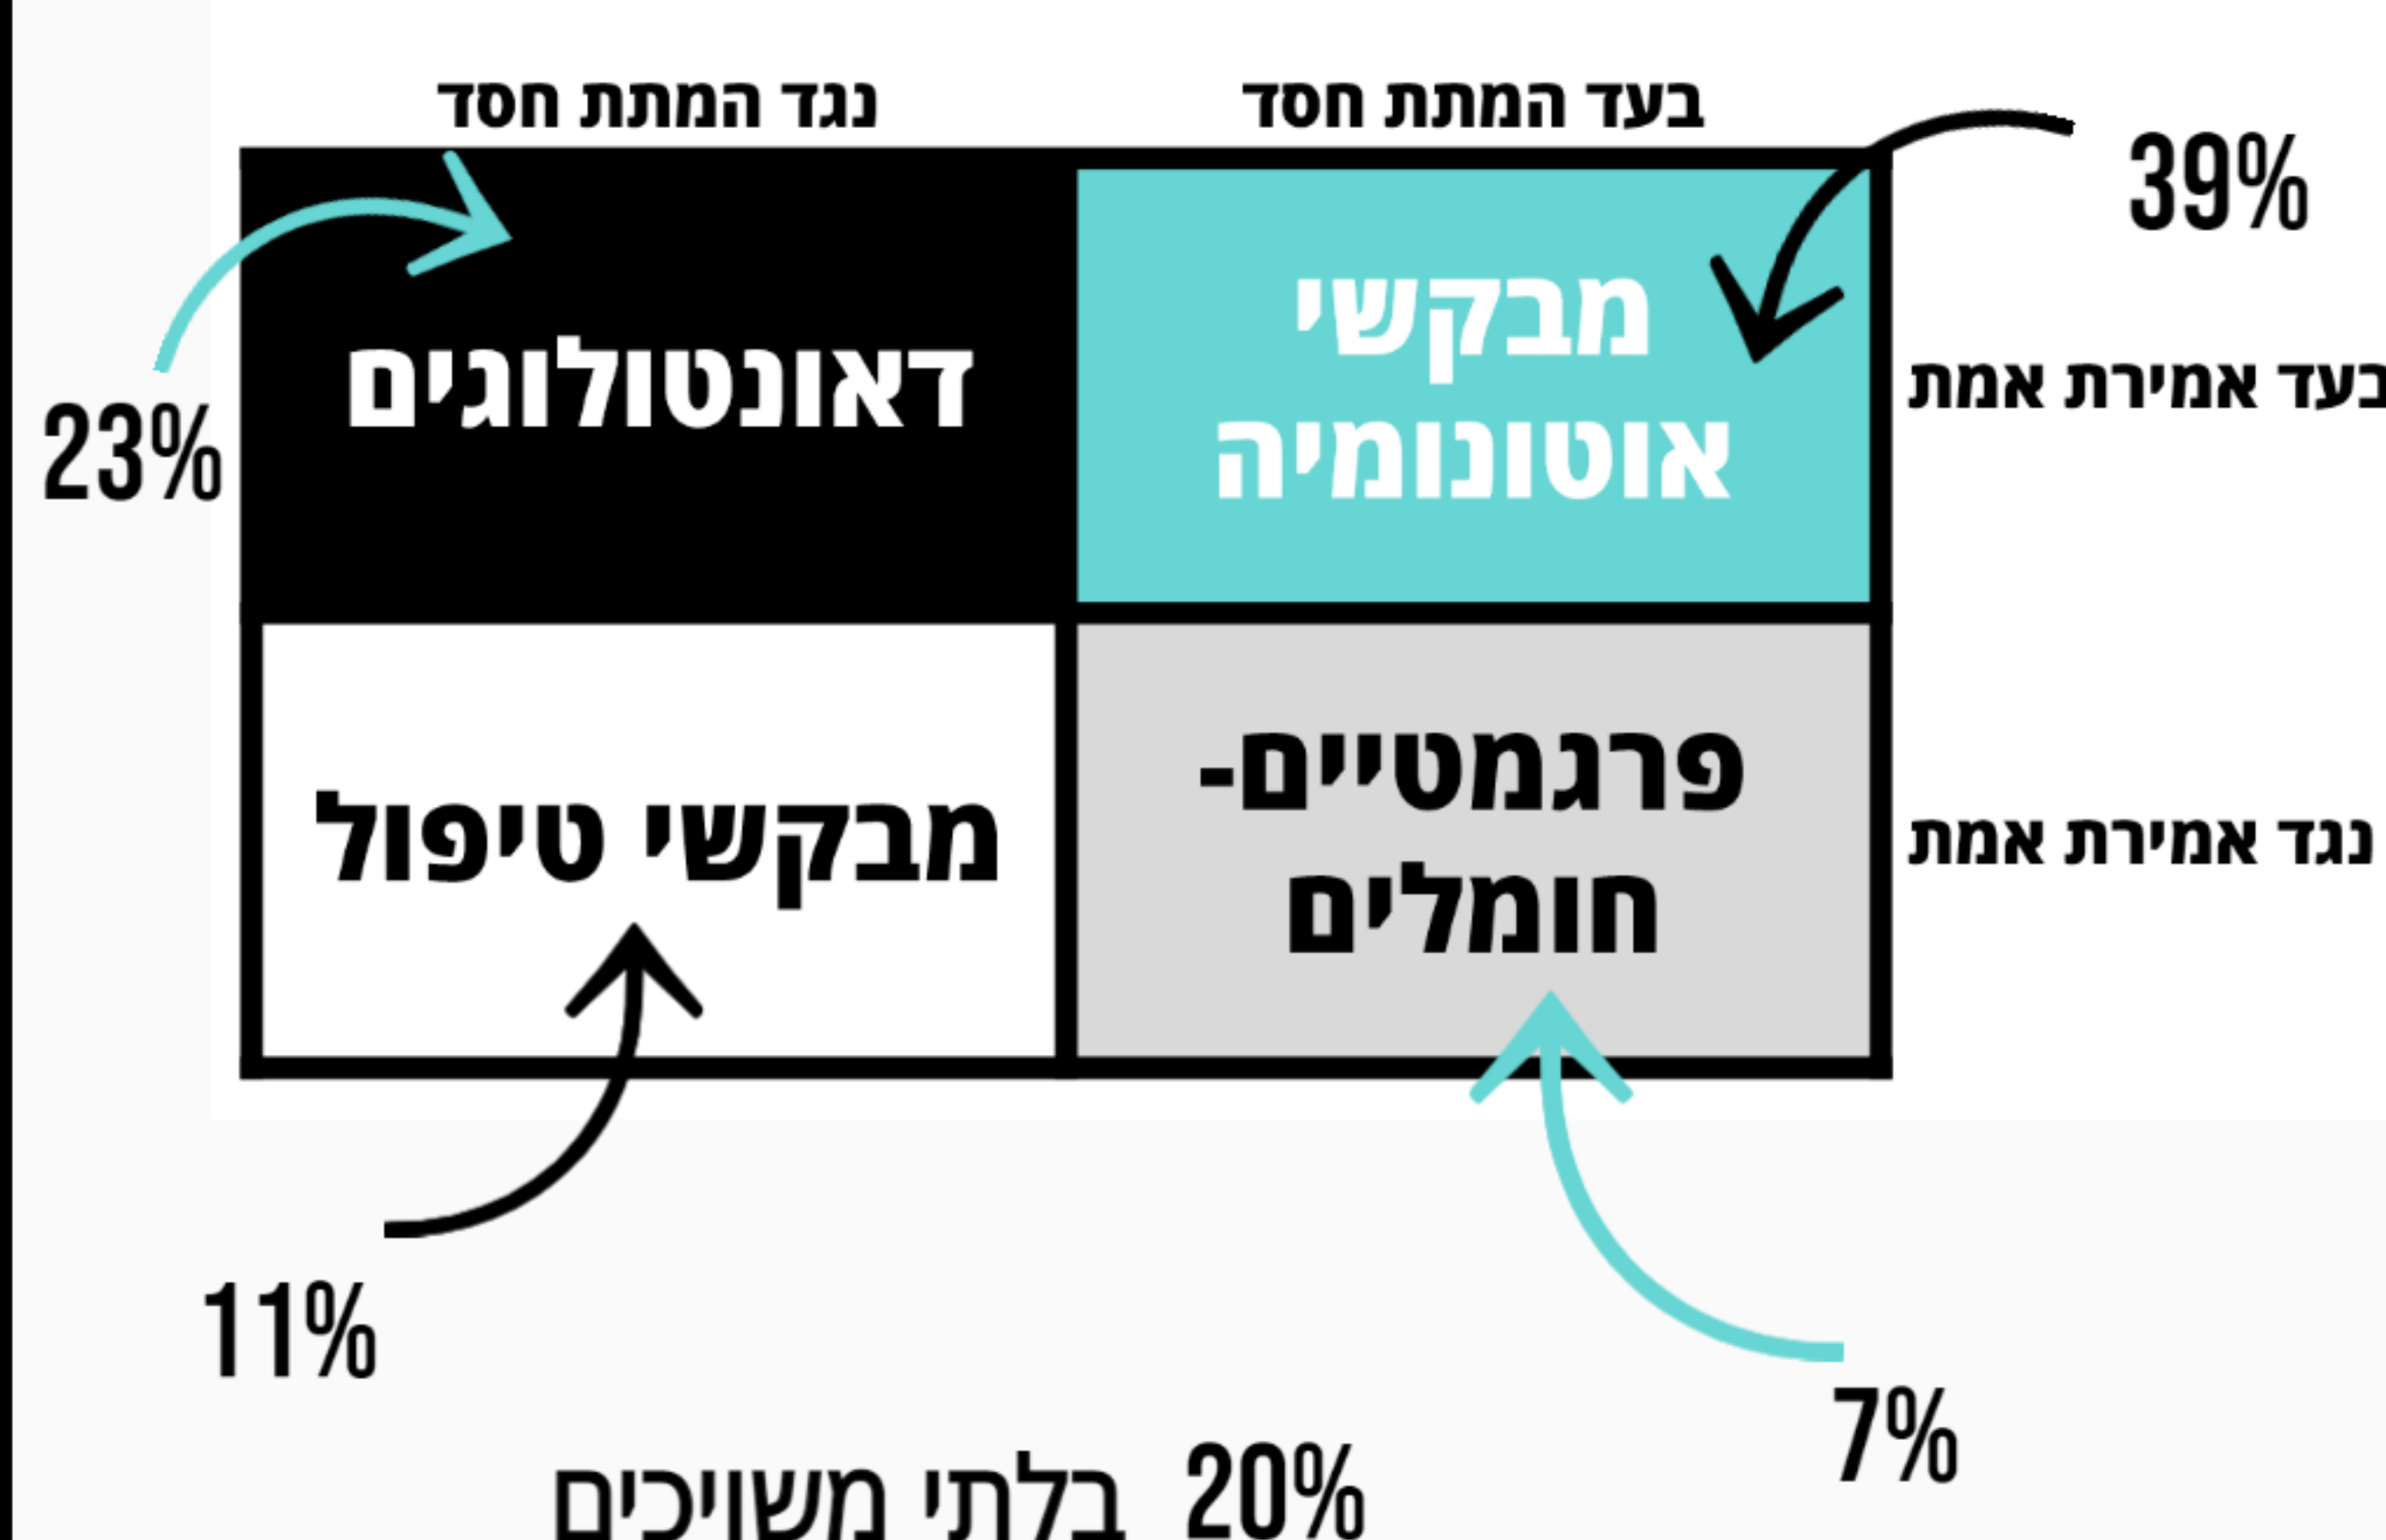 בעד המתת חסד
נגד המתת חסד
39%
מבקשי
אוטונומיה
בעד אמירת אמת
דאונטולוגים
23%
פרגמטיים-
חומלים
נגד אמירת אמת
מבקשי טיפול
11%
7%
20% בלתי משויכים